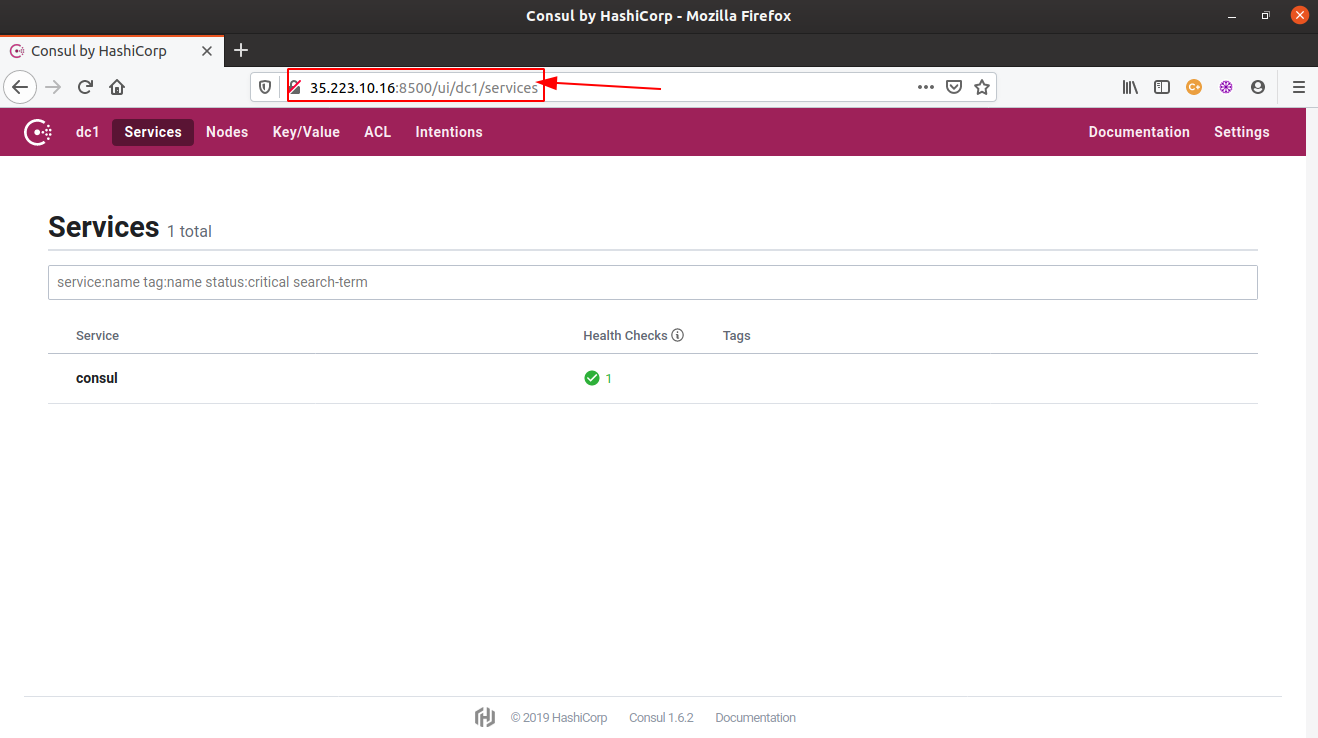 Consul by HashiCorp - Mozilla Firefox
Consul by HashiCorp
35.223.10.16:8500/ui/dc1/services
dc1 Services Nodes Key/Value ACL Intentions Documentation Settings
Services 1 total
service:name tag:name status:critical search-term
Service Health Checks Tags
consul 1
© 2019 HashiCorp Consul 1.6.2 Documentation